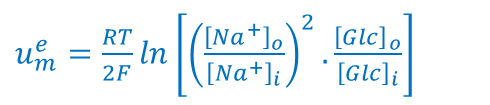 u_m^e = \frac{RT}{2F} ln \left[ \left( \frac{[Na^+]_o}{[Na^+]_i} \right)^2 . \frac{[Glc]_o}{[Glc]_i} \right]